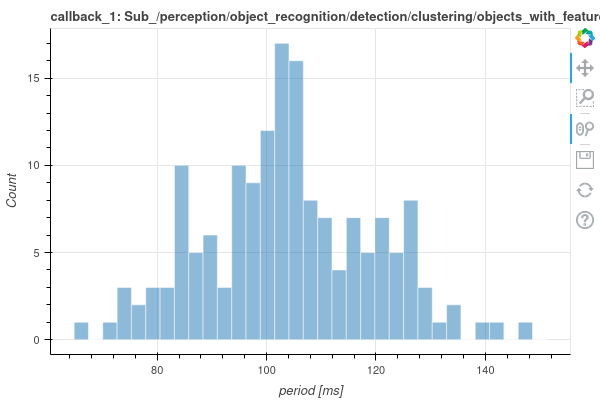 callback_1: Sub_/perception/object_recognition/detection/clustering/objects_with_feature
Count
15
10
5
0
80
100
120
140
period [ms]